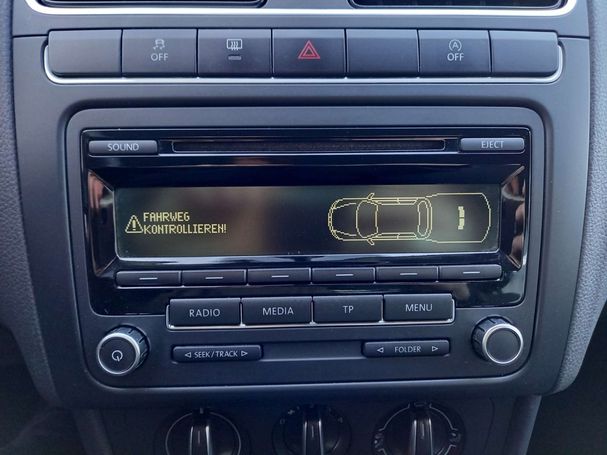 OFF
OFF
SOUND
EJECT
FAHRWEG
KONTROLLIEREN!
RADIO
MEDIA
TP
MENU
SEEK/TRACK
FOLDER